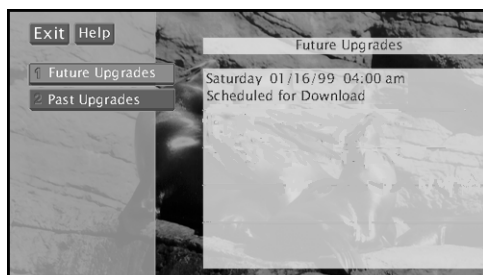 Exit Help
Future Upgrades
1 Future Upgrades
2 Past Upgrades
Saturday 01/16/99 04:00 am
Scheduled for Download